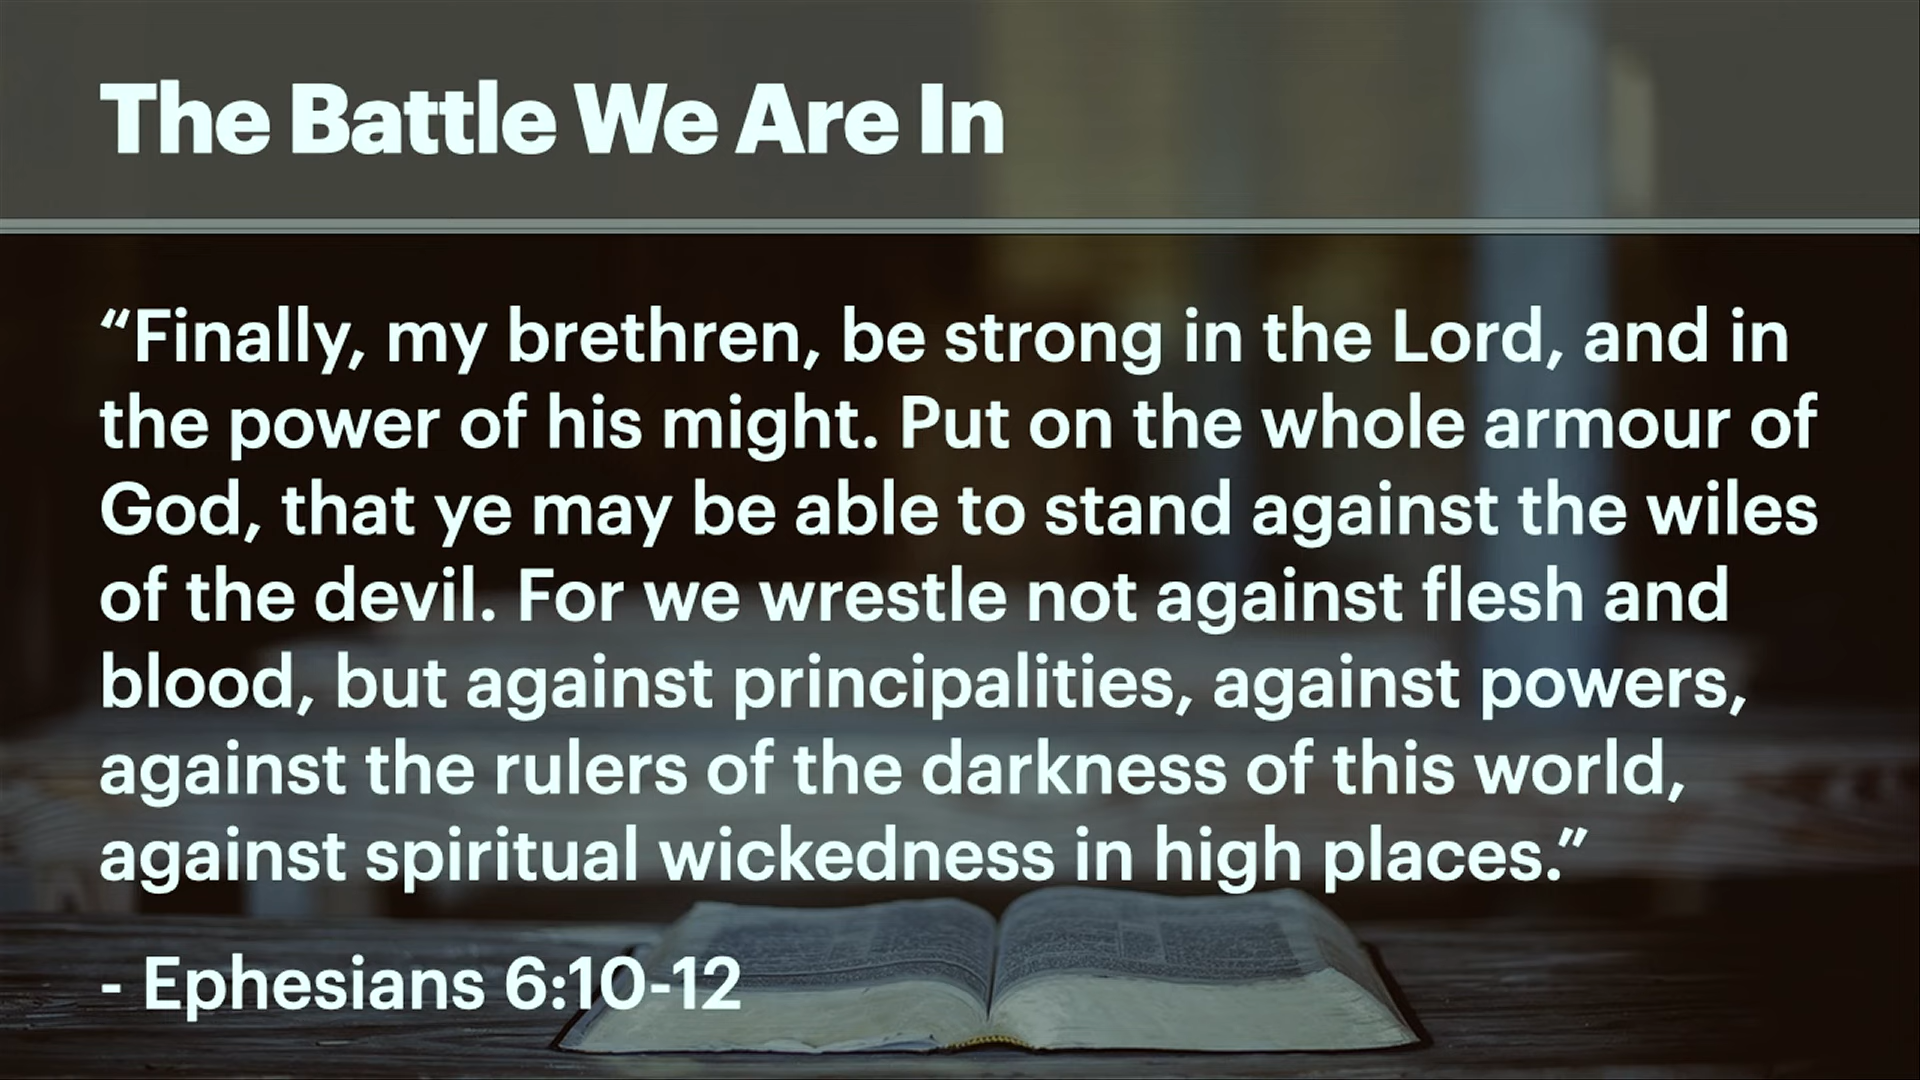 The Battle We Are In
“Finally, my brethren, be strong in the Lord, and in
the power of his might. Put on the whole armour of
God, that ye may be able to stand against the wiles
of the devil. For we wrestle not against flesh and
blood, but against principalities, against powers,
against the rulers of the darkness of this world,
against spiritual wickedness in high places.”
- Ephesians 6:10-12